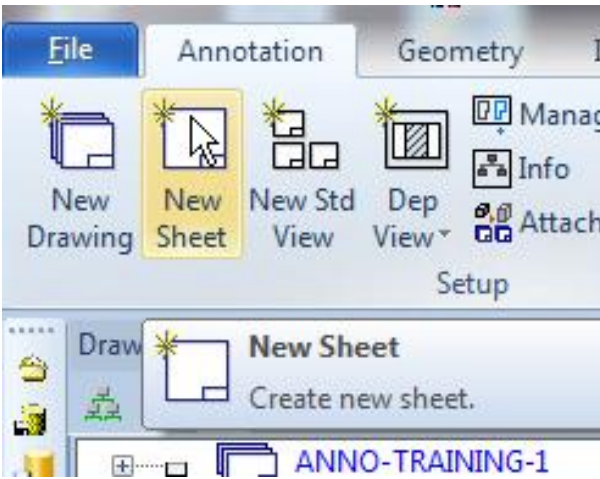 File Annotation Geometry
New Drawing
New Sheet
New Std View
Dep View
Manag
Info
Attach
Setup
Draw
New Sheet
Create new sheet.
ANNO-TRAINING-1